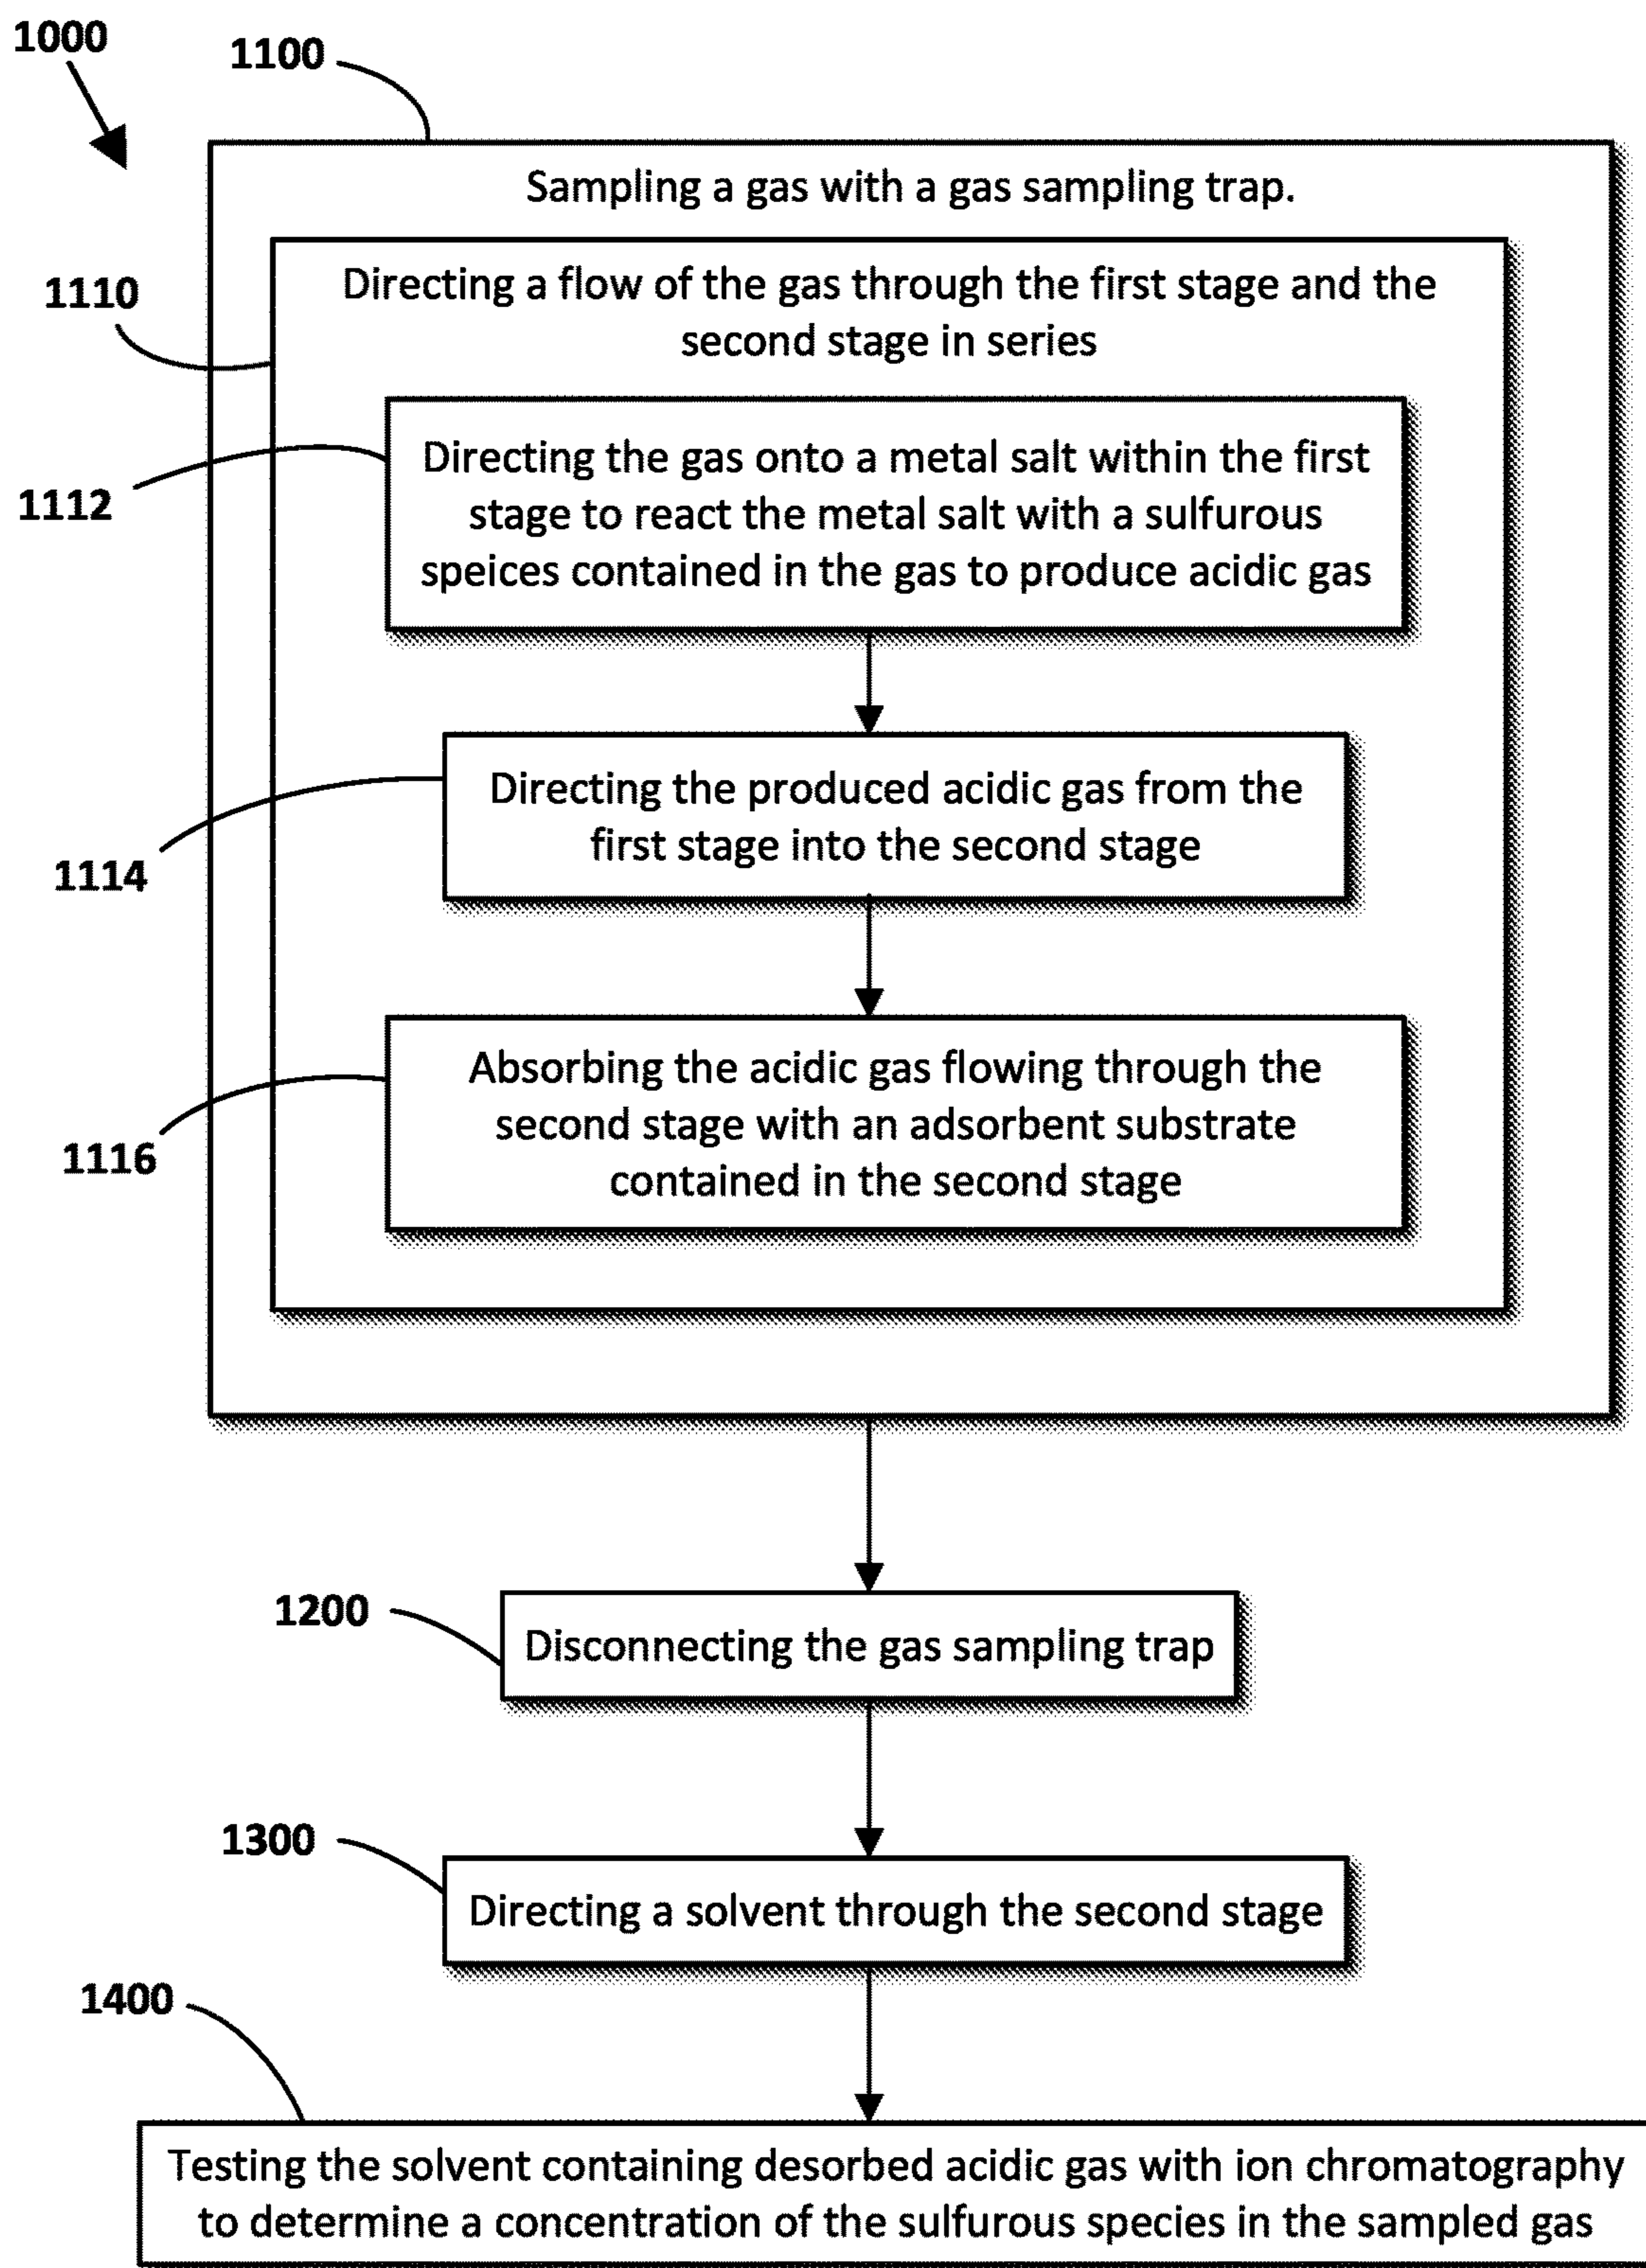 1000
1100
Sampling a gas with a gas sampling trap.
1110
Directing a flow of the gas through the first stage and the
second stage in series
1112
Directing the gas onto a metal salt within the first
stage to react the metal salt with a sulfurous
speices contained in the gas to produce acidic gas
1114
Directing the produced acidic gas from the
first stage into the second stage
1116
Absorbing the acidic gas flowing through the
second stage with an adsorbent substrate
contained in the second stage
1200
Disconnecting the gas sampling trap
1300
Directing a solvent through the second stage
1400
Testing the solvent containing desorbed acidic gas with ion chromatography
to determine a concentration of the sulfurous species in the sampled gas